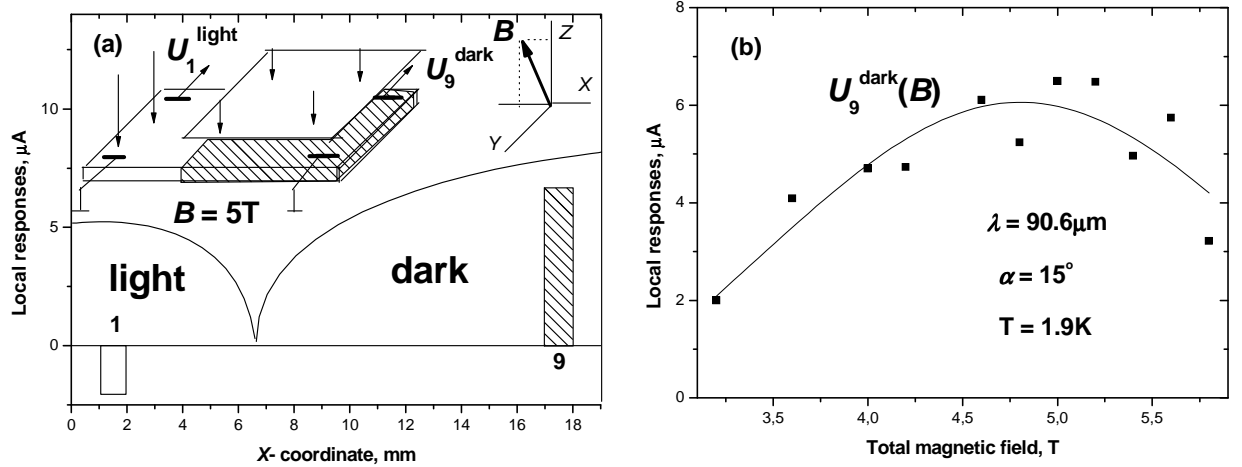 (a)
U₁ˡⁱᵍʰᵗ
U₉ᵈᵃʳᵏ
B
Z
X
Y
B = 5T
light
dark
1
9
10
5
0
0 2 4 6 8 10 12 14 16 18
X- coordinate, mm
Local responses, μA
(b)
U₉ᵈᵃʳᵏ(B)
λ = 90.6μm
α = 15°
T = 1.9K
8
6
4
2
0
3,5 4,0 4,5 5,0 5,5
Total magnetic field, T
Local responses, μA